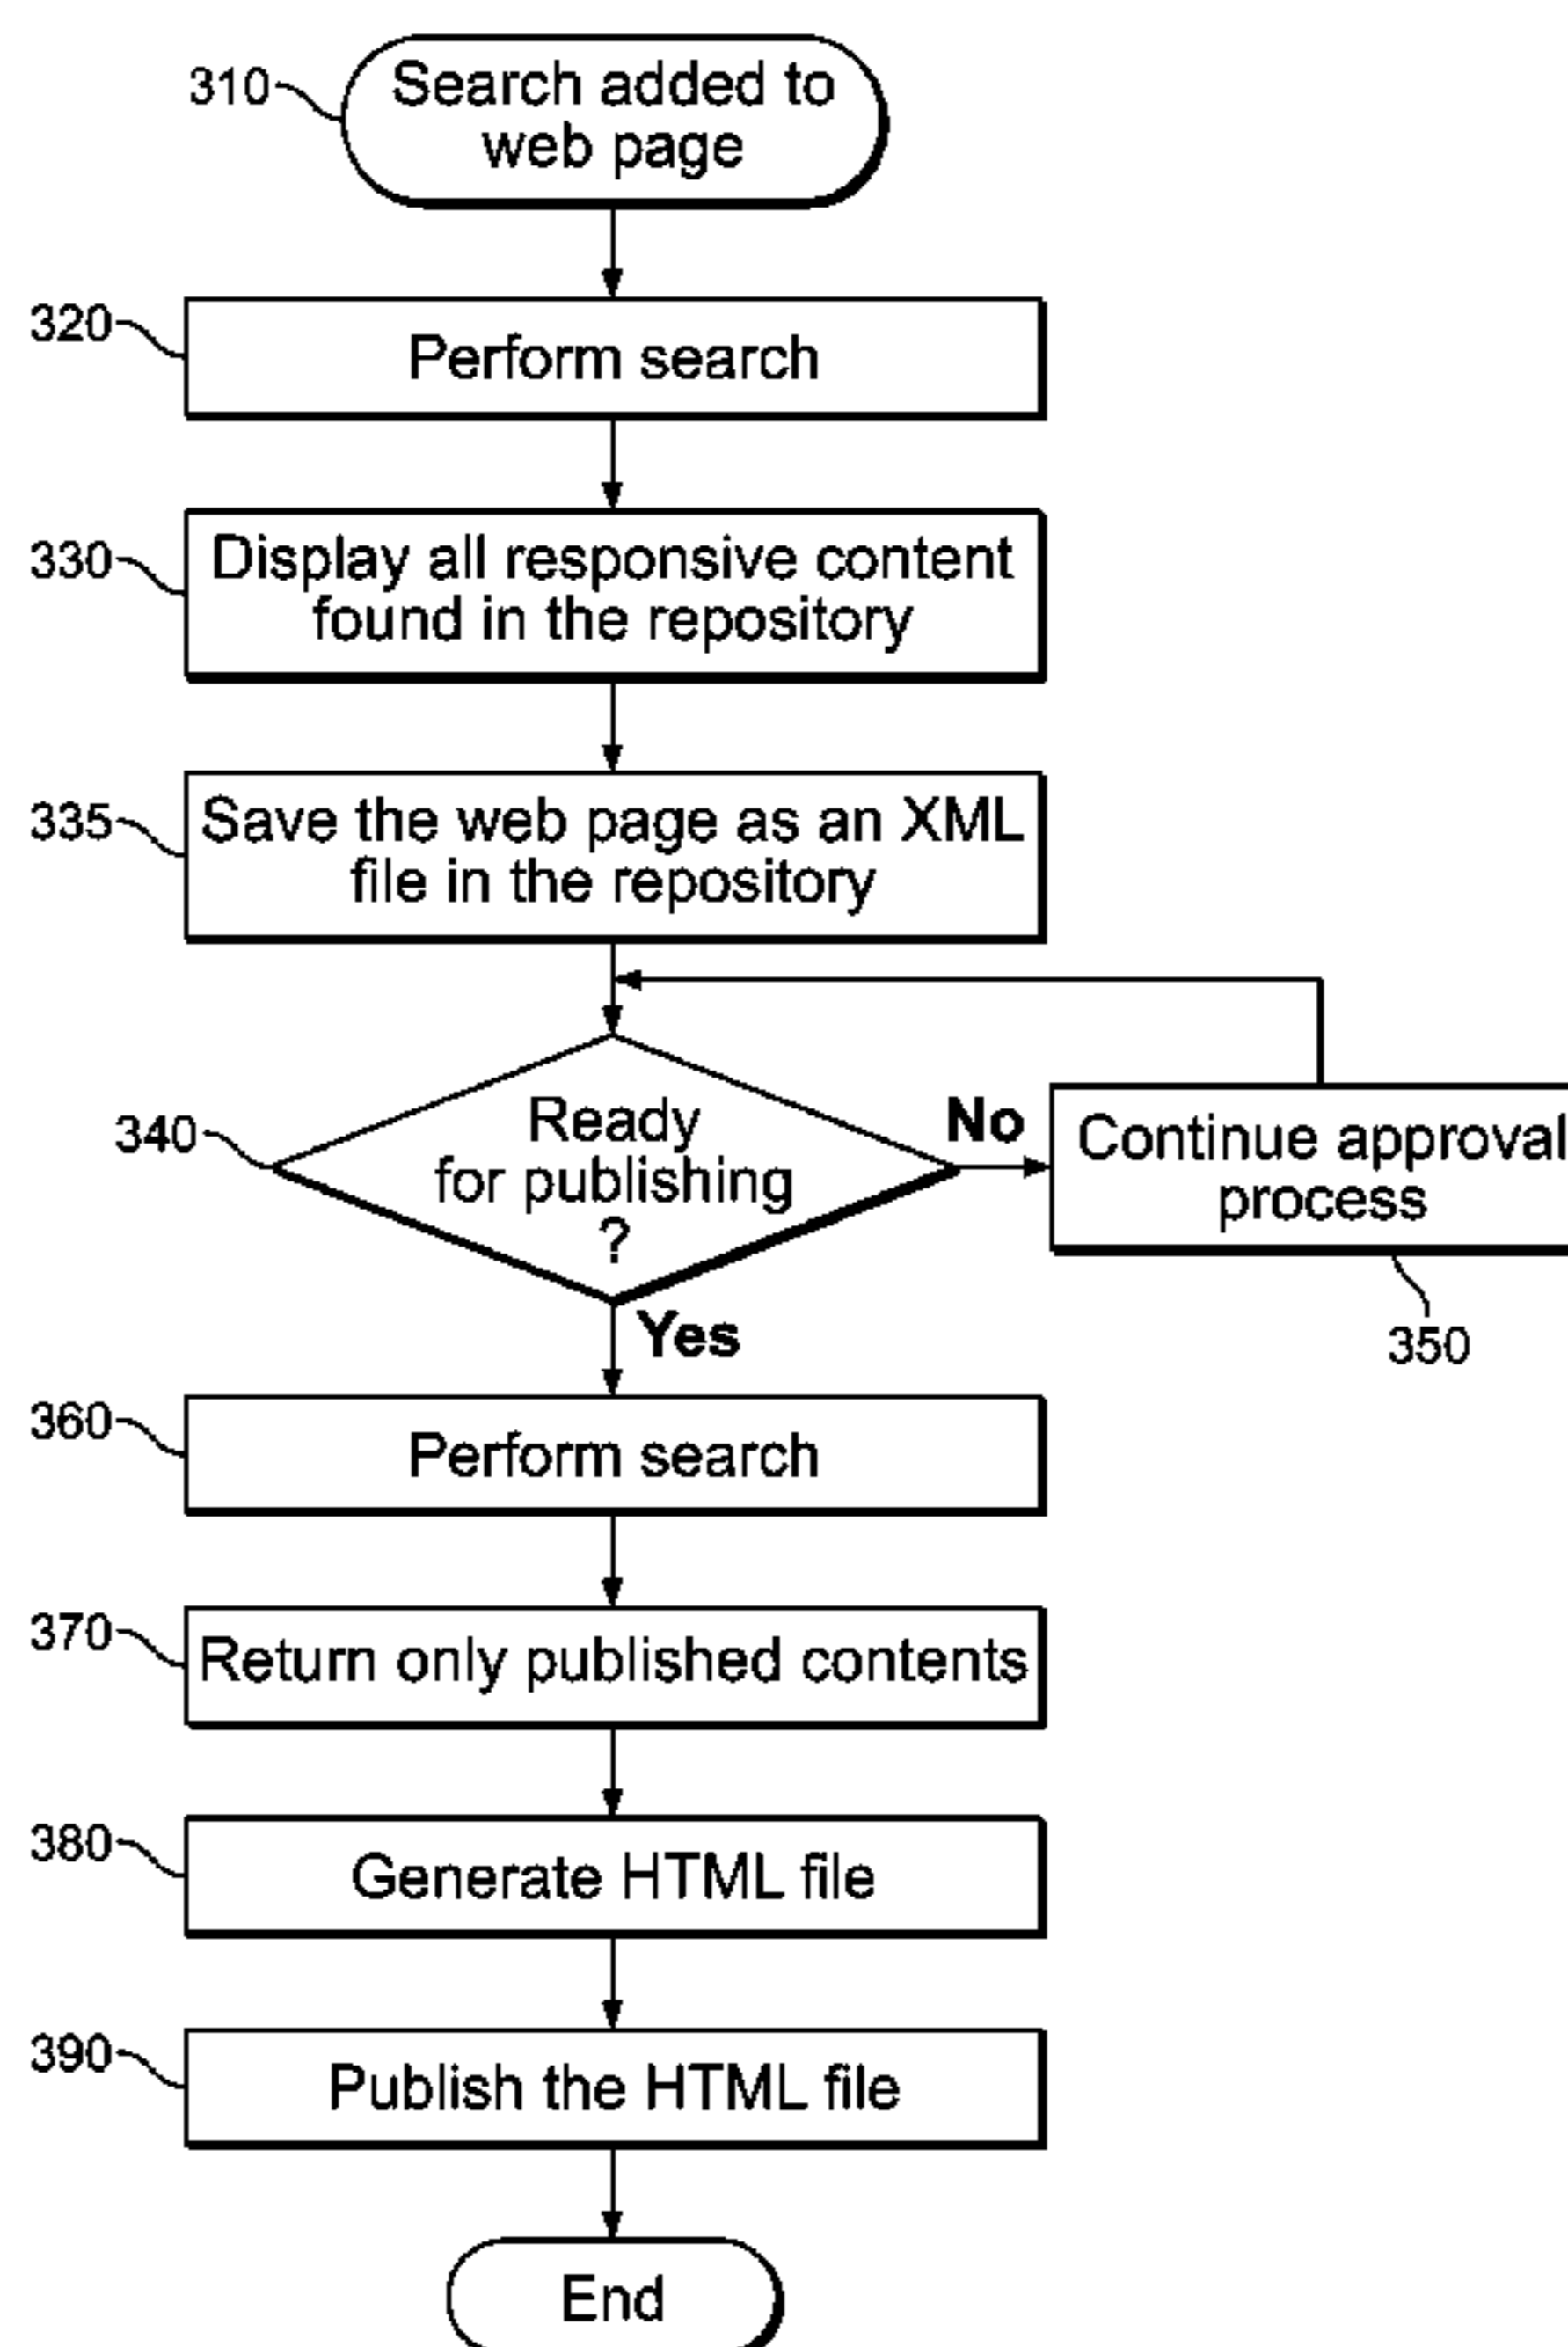 310
Search added to
web page
320
Perform search
330
Display all responsive content
found in the repository
335
Save the web page as an XML
file in the repository
340
Ready
for publishing
?
No
Continue approval
process
350
Yes
360
Perform search
370
Return only published contents
380
Generate HTML file
390
Publish the HTML file
End